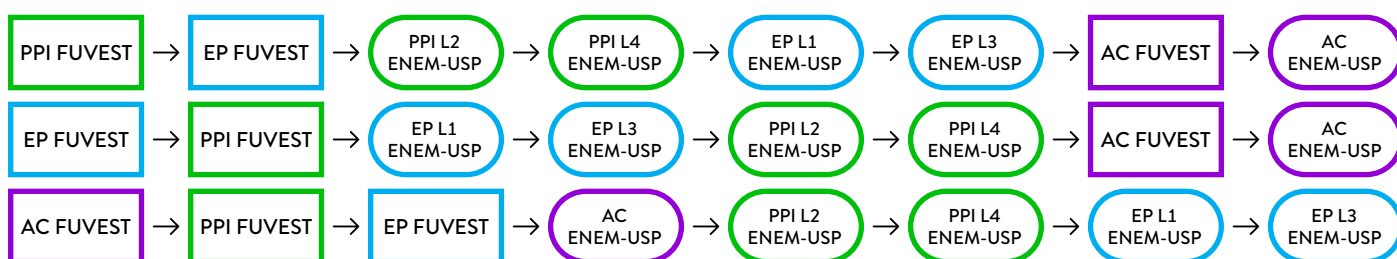 PPI FUVEST → EP FUVEST → PPI L2 ENEM-USP → PPI L4 ENEM-USP → EP L1 ENEM-USP → EP L3 ENEM-USP → AC FUVEST → AC ENEM-USP
EP FUVEST → PPI FUVEST → EP L1 ENEM-USP → EP L3 ENEM-USP → PPI L2 ENEM-USP → PPI L4 ENEM-USP → AC FUVEST → AC ENEM-USP
AC FUVEST → PPI FUVEST → EP FUVEST → AC ENEM-USP → PPI L2 ENEM-USP → PPI L4 ENEM-USP → EP L1 ENEM-USP → EP L3 ENEM-USP